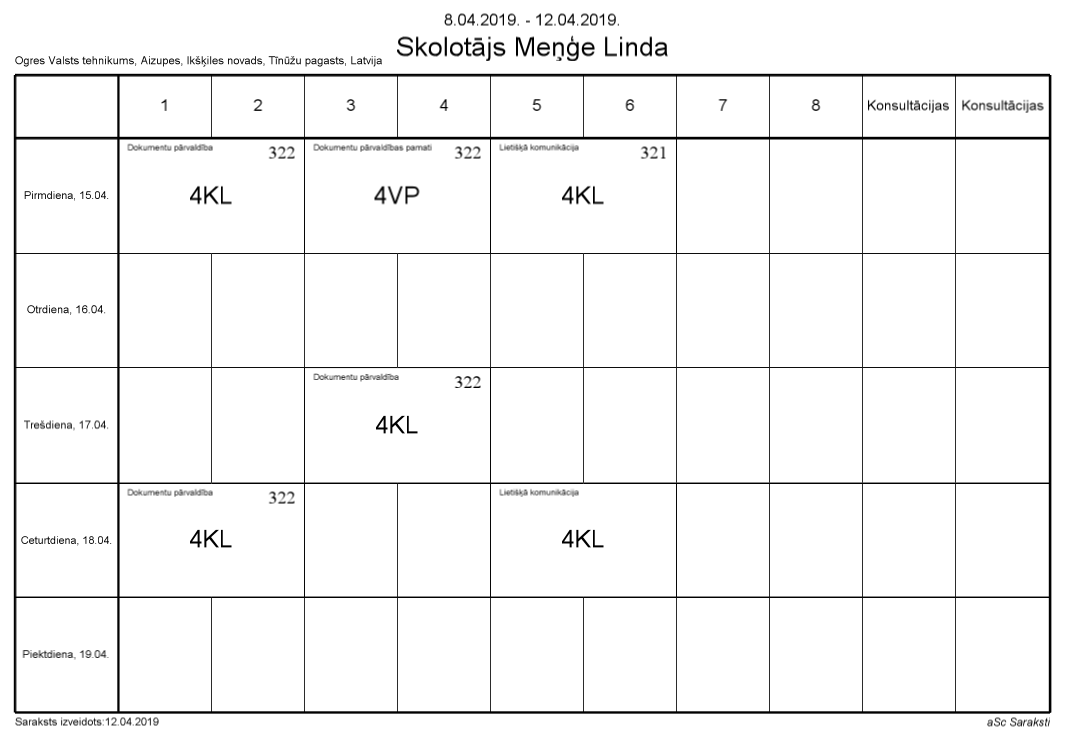 8.04.2019. - 12.04.2019.
Skolotājs Meņģe Linda
Ogres Valsts tehnikums, Aizupes, Ikšķiles novads, Tīnūžu pagasts, Latvija
1 2 3 4 5 6 7 8 Konsultācijas Konsultācijas
Dokumentu pārvaldība 322 Dokumentu pārvaldības pamati 322 Lietišķā komunikācija 321
Pirmdiena, 15.04. 4KL 4VP 4KL
Otrdiena, 16.04.
Dokumentu pārvaldība 322
Trešdiena, 17.04. 4KL
Dokumentu pārvaldība 322 Lietišķā komunikācija
Ceturtdiena, 18.04. 4KL 4KL
Piektdiena, 19.04.
Saraksts izveidots:12.04.2019 aSc Saraksti